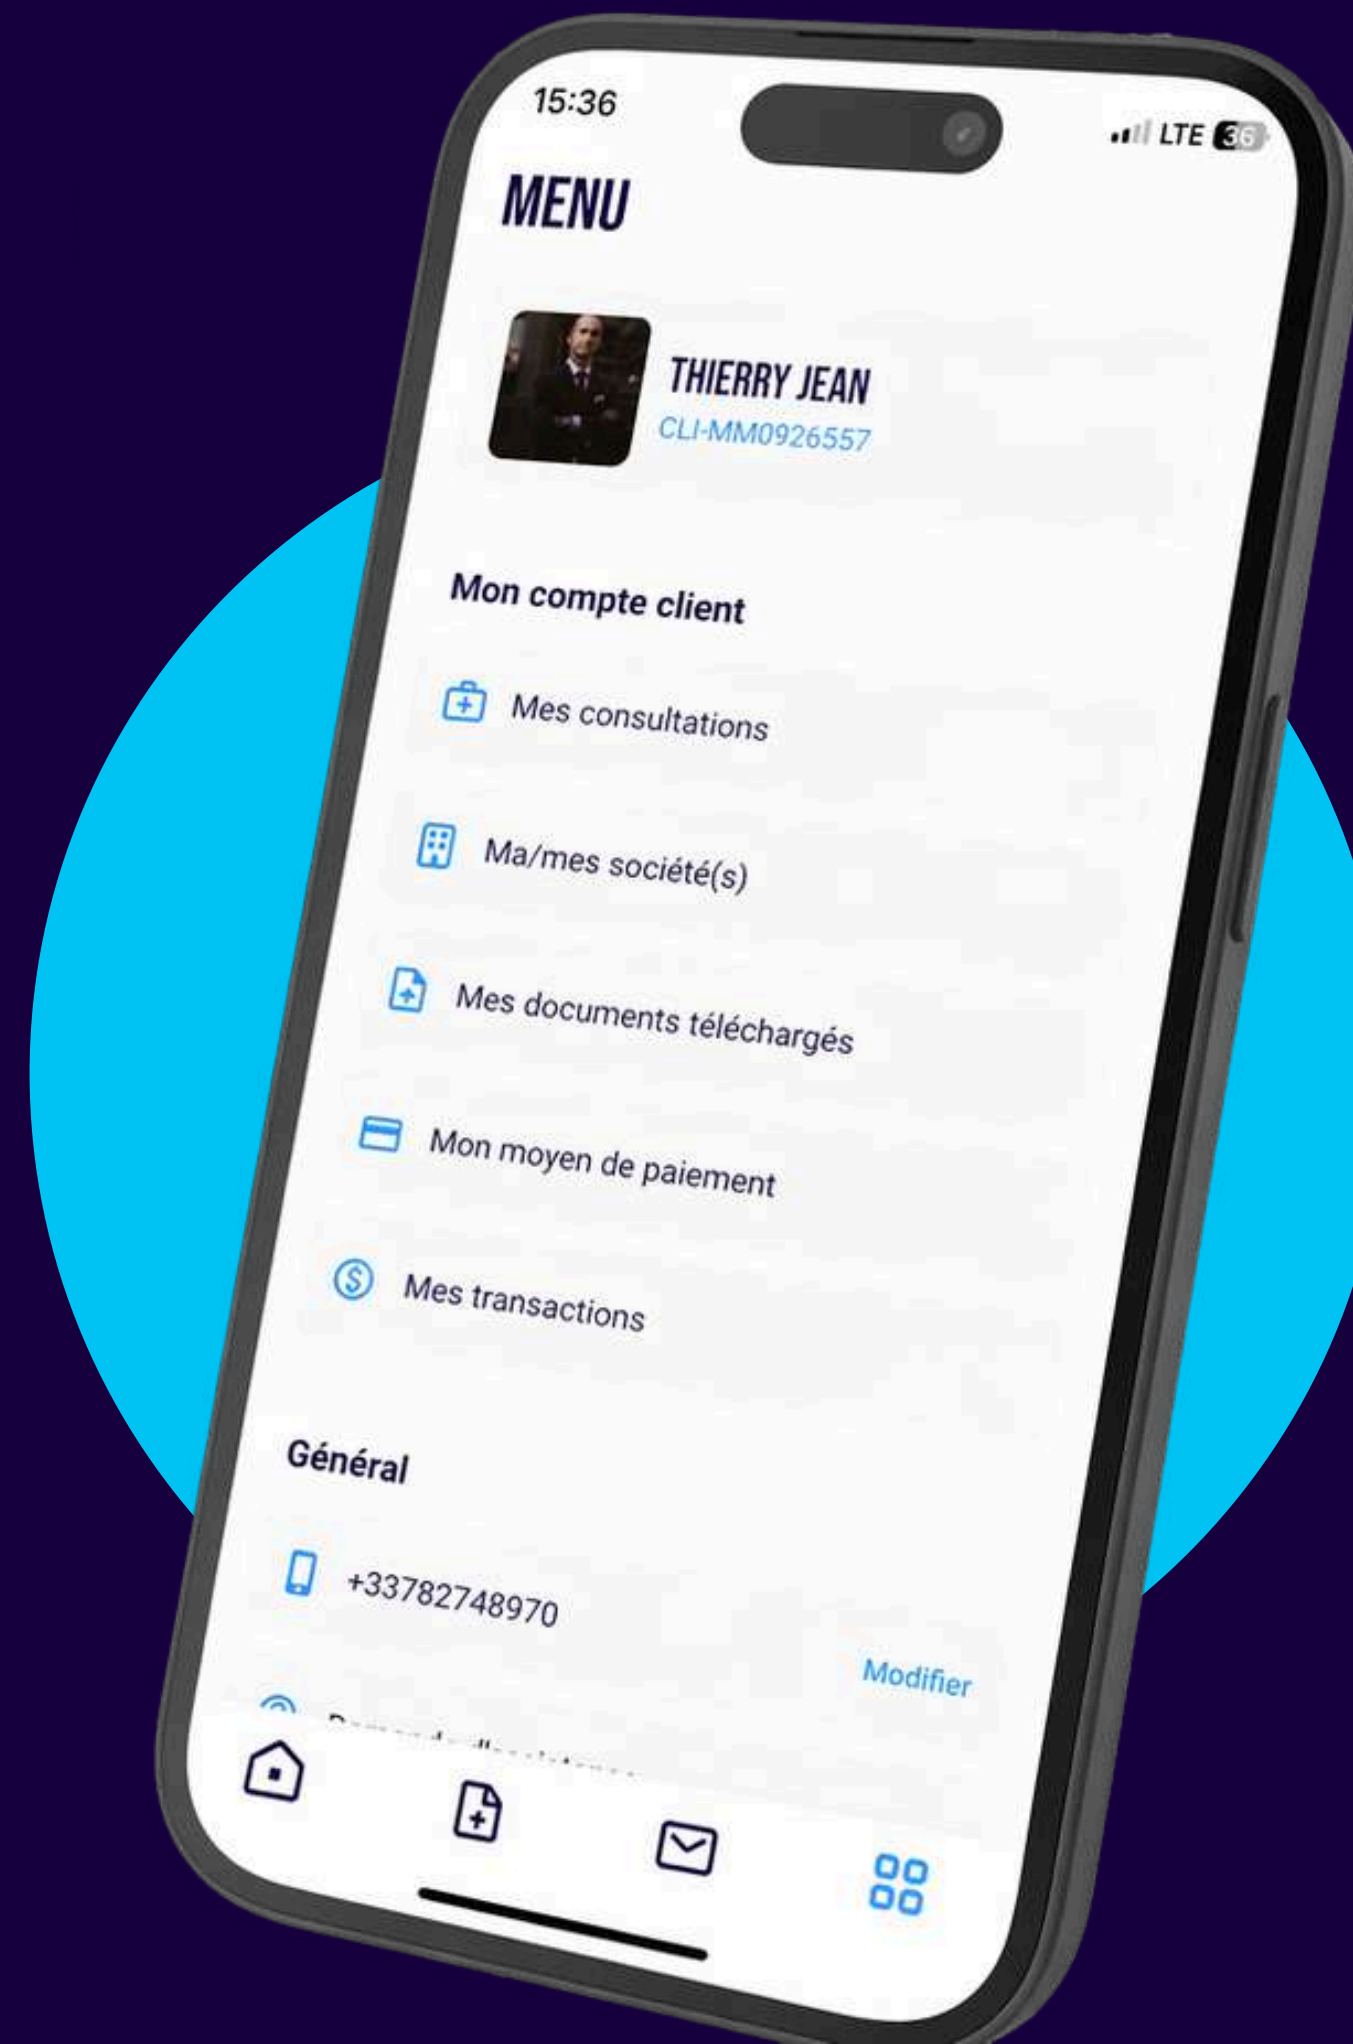 15:36
LTE 36
MENU
THIERRY JEAN
CLI-MM0926557
Mon compte client
Mes consultations
Ma/mes société(s)
Mes documents téléchargés
Mon moyen de paiement
Mes transactions
Général
+33782748970
Modifier